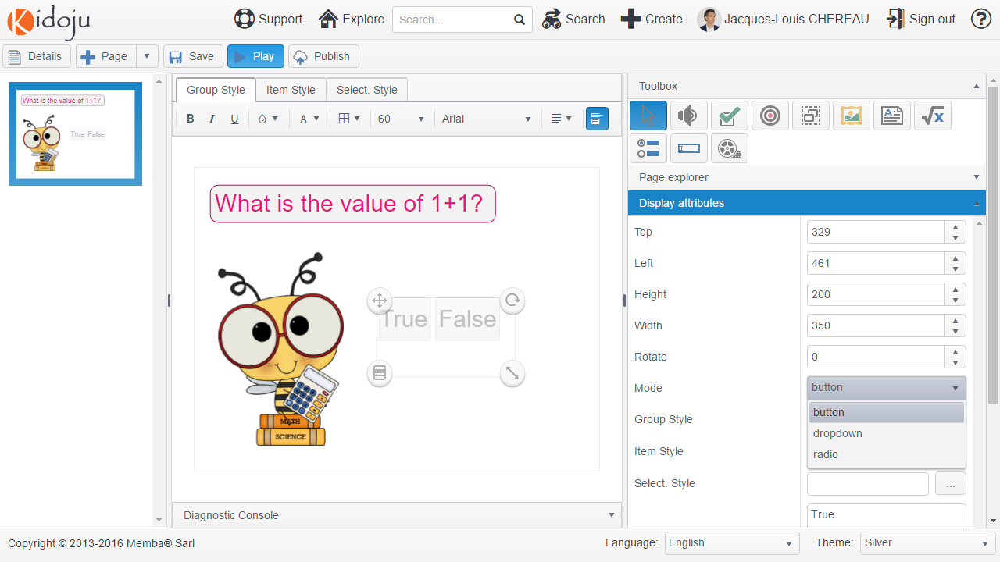 Kidoju
Support
Explore
Search...
Search
Create
Jacques-Louis CHEREAU
Sign out
Details
Page
Save
Play
Publish
What is the value of 1+1?
True False
Group Style
Item Style
Select. Style
B I U A 60 Arial
What is the value of 1+1?
True False
MATH
SCIENCE
Diagnostic Console
Toolbox
Page explorer
Display attributes
Top 329
Left 461
Height 200
Width 350
Rotate 0
Mode button
button
dropdown
radio
Group Style
Item Style
Select. Style ...
True
Copyright © 2013-2016 Memba® Sarl
Language: English
Theme: Silver